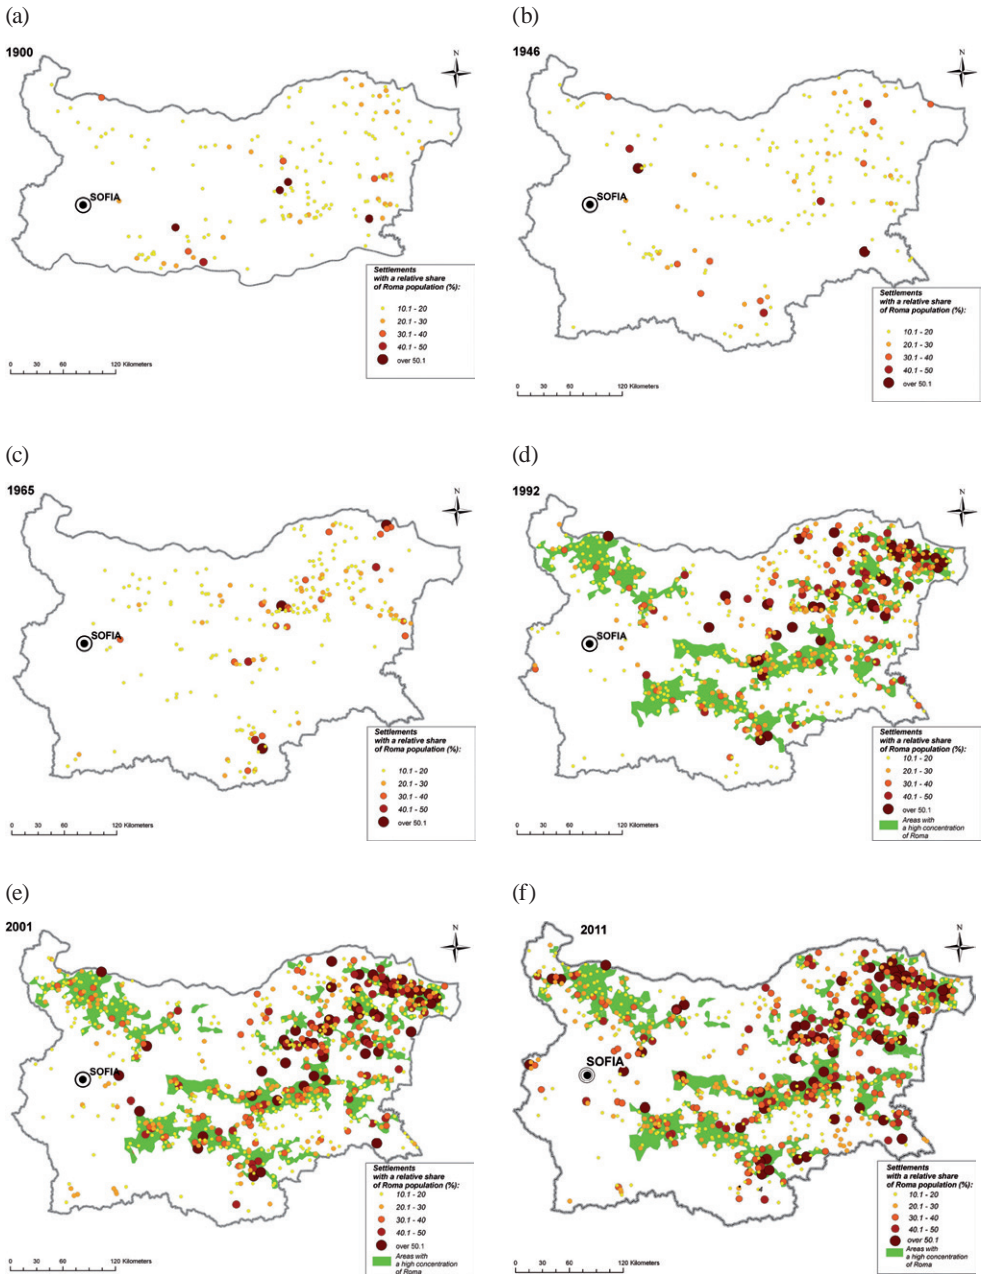 (a)
1900
N
SOFIA
Settlements
with a relative share
of Roma population (%):
10.1 - 20
20.1 - 30
30.1 - 40
40.1 - 50
over 50.1
0 30 60 120 Kilometers
(b)
1946
N
SOFIA
Settlements
with a relative share
of Roma population (%):
10.1 - 20
20.1 - 30
30.1 - 40
40.1 - 50
over 50.1
0 30 60 120 Kilometers
(c)
1965
N
SOFIA
Settlements
with a relative share
of Roma population (%):
10.1 - 20
20.1 - 30
30.1 - 40
40.1 - 50
over 50.1
0 30 60 120 Kilometers
(d)
1992
N
SOFIA
Settlements
with a relative share
of Roma population (%):
10.1 - 20
20.1 - 30
30.1 - 40
40.1 - 50
over 50.1
Areas with
a high concentration
of Roma
0 30 60 120 Kilometers
(e)
2001
N
SOFIA
Settlements
with a relative share
of Roma population (%):
10.1 - 20
20.1 - 30
30.1 - 40
40.1 - 50
over 50.1
Areas with
a high concentration
of Roma
0 30 60 120 Kilometers
(f)
2011
N
SOFIA
Settlements
with a relative share
of Roma population (%):
10.1 - 20
20.1 - 30
30.1 - 40
40.1 - 50
over 50.1
Areas with
a high concentration
of Roma
0 30 60 120 Kilometers